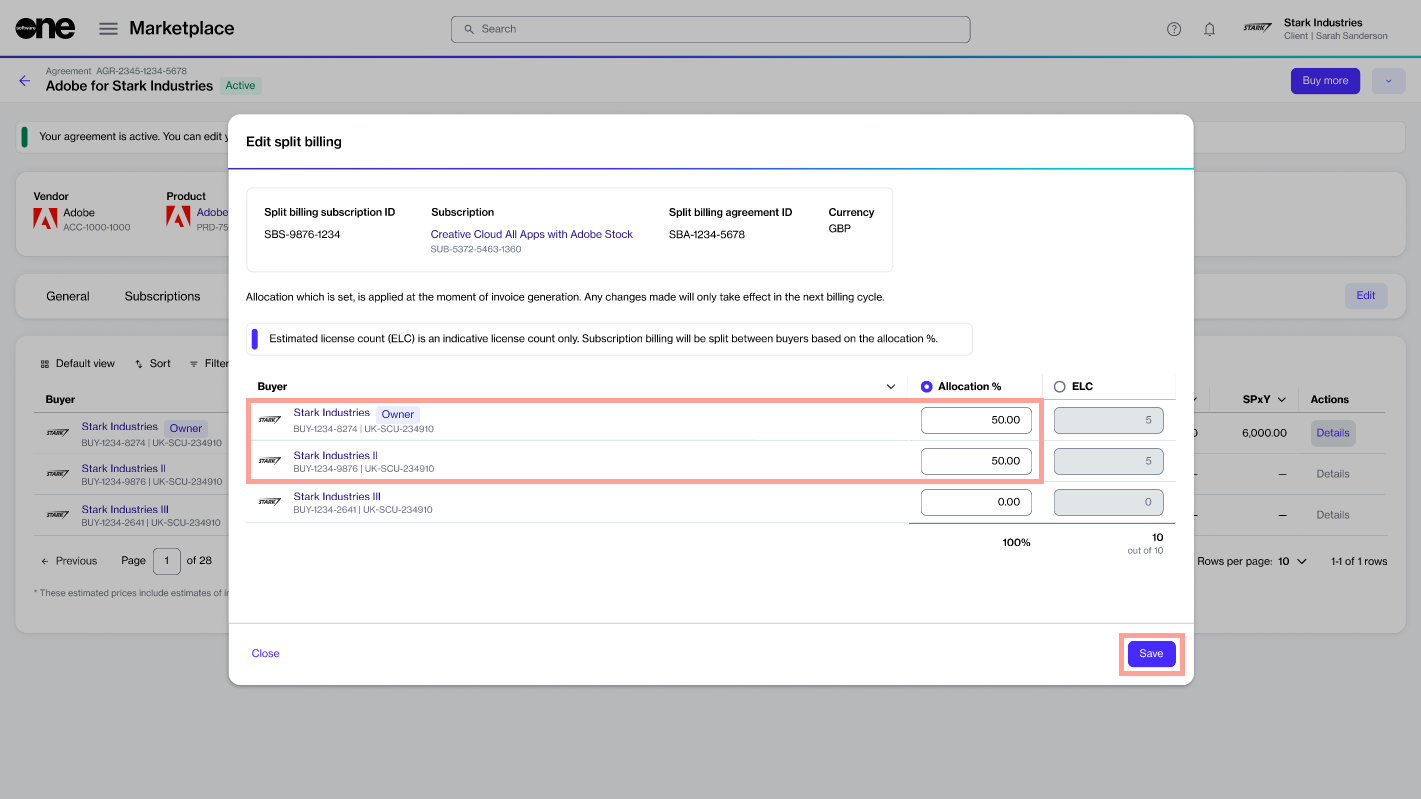 software one
Marketplace
Search
STARK
Stark Industries
Client | Sarah Sanderson
Agreement AGR-2345-1234-5678
Adobe for Stark Industries Active
Buy more
Your agreement is active. You can edit
Vendor
Adobe
ACC-1000-1000
Product
Adobe
PRD-75
General Subscriptions
Edit
Default view Sort Filter
Buyer
SPxY Actions
STARK Stark Industries Owner
BUY-1234-8274 | UK-SCU-234910
6,000.00 Details
STARK Stark Industries II
BUY-1234-9876 | UK-SCU-234910
— Details
STARK Stark Industries III
BUY-1234-2641 | UK-SCU-234910
— Details
Previous Page 1 of 28
Rows per page: 10 1-1 of 1 rows
* These estimated prices include estimates of
Edit split billing
Split billing subscription ID Subscription Split billing agreement ID Currency
SBS-9876-1234 Creative Cloud All Apps with Adobe Stock SBA-1234-5678 GBP
SUB-5372-5463-1360
Allocation which is set, is applied at the moment of invoice generation. Any changes made will only take effect in the next billing cycle.
Estimated license count (ELC) is an indicative license count only. Subscription billing will be split between buyers based on the allocation %.
Buyer Allocation % ELC
STARK Stark Industries Owner 50.00 5
BUY-1234-8274 | UK-SCU-234910
STARK Stark Industries II 50.00 5
BUY-1234-9876 | UK-SCU-234910
STARK Stark Industries III 0.00 0
BUY-1234-2641 | UK-SCU-234910
100% 10
out of 10
Close Save